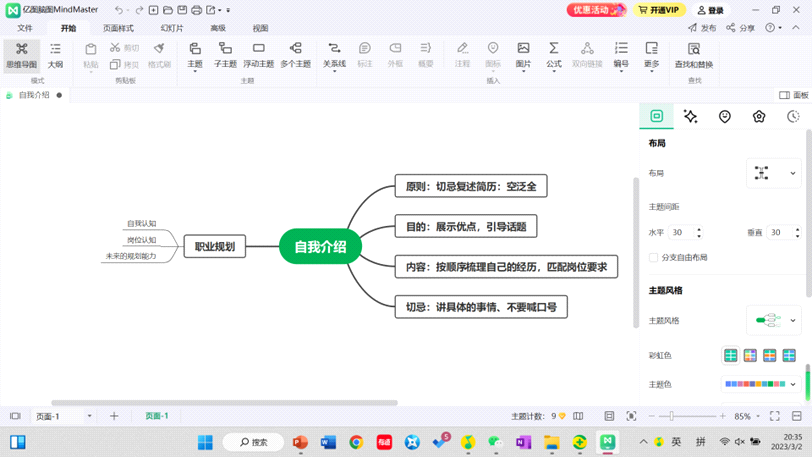 亿图脑图MindMaster
优惠活动
开通VIP
登录
文件
开始
页面样式
幻灯片
高级
视图
发布
分享
思维导图
大纲
粘贴
剪切
拷贝
格式刷
主题
子主题
浮动主题
多个主题
关系线
标注
外框
概要
注释
图标
图片
公式
双向链接
编号
更多
查找和替换
模式
剪贴板
主题
插入
查找
自我介绍
面板
原则：切忌复述简历：空泛全
目的：展示优点，引导话题
内容：按顺序梳理自己的经历，匹配岗位要求
切忌：讲具体的事情、不要喊口号
自我介绍
职业规划
自我认知
岗位认知
未来的规划能力
布局
布局
主题间距
水平 30
垂直 30
分支自由布局
主题风格
主题风格
彩虹色
主题色
页面-1
页面-1
主题计数： 9
85%
搜索
有道
5
英
拼
20:35
2023/3/2